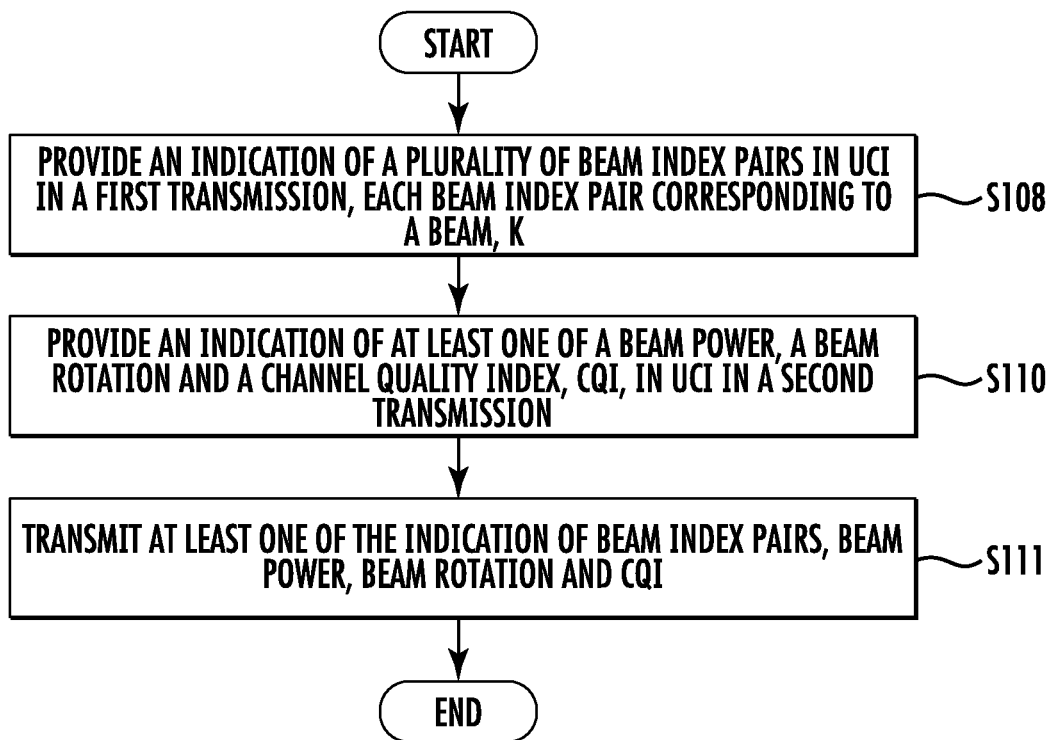 START
PROVIDE AN INDICATION OF A PLURALITY OF BEAM INDEX PAIRS IN UCI
IN A FIRST TRANSMISSION, EACH BEAM INDEX PAIR CORRESPONDING TO
A BEAM, K
S108
PROVIDE AN INDICATION OF AT LEAST ONE OF A BEAM POWER, A BEAM
ROTATION AND A CHANNEL QUALITY INDEX, CQI, IN UCI IN A SECOND
TRANSMISSION
S110
TRANSMIT AT LEAST ONE OF THE INDICATION OF BEAM INDEX PAIRS, BEAM
POWER, BEAM ROTATION AND CQI
S111
END